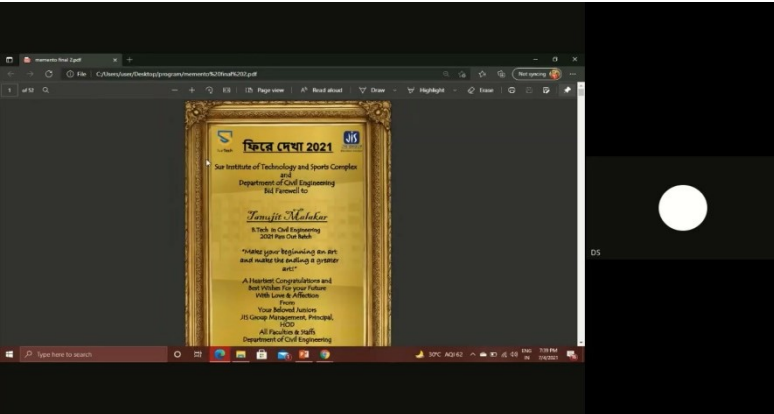 memento final 2.pdf
File | C:/Users/user/Desktop/program/memento%20final%202.pdf
Not syncing
1 of 12
Page view | Read aloud | Draw Highlight Erase
ফিরে দেখা 2021
JIS
Sur Institute of Technology and Sports Complex
and
Department of Civil Engineering
Bid Farewell to
Tanujit Malakar
B.Tech in Civil Engineering
2021 Pass Out Batch
"Make your beginning an art
and make the ending a greater
art!"
A Heartiest Congratulations and
Best Wishes For your Future
With Love & Affection
From
Your Beloved Juniors
JIS Group Management, Principal,
HOD
All Faculties & Staffs
Department of Civil Engineering
DS
Type here to search
30°C AQI 62
ENG
IN
7:39 PM
7/4/2021